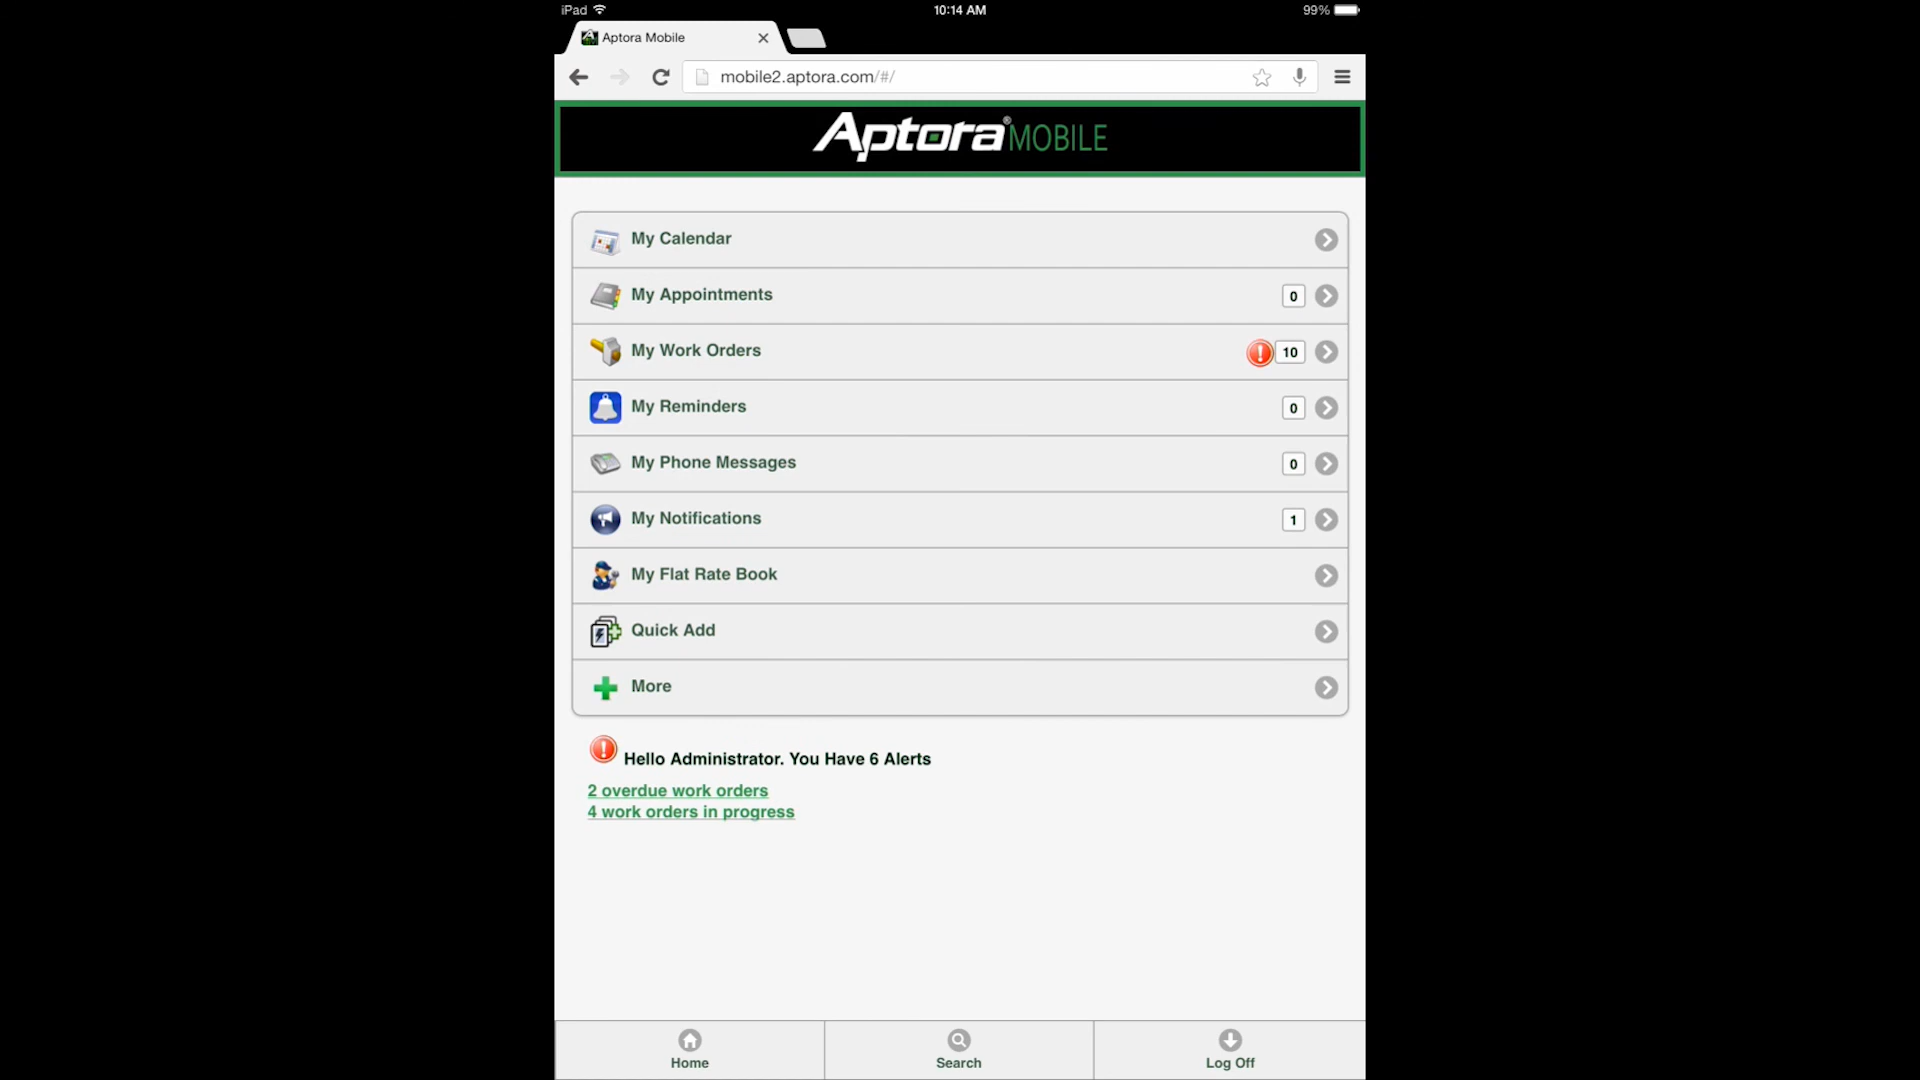 iPad 10:14 AM 99%
Aptora Mobile
mobile2.aptora.com/#/
Aptora® MOBILE
My Calendar
My Appointments 0
My Work Orders 10
My Reminders 0
My Phone Messages 0
My Notifications 1
My Flat Rate Book
Quick Add
More
Hello Administrator. You Have 6 Alerts
2 overdue work orders
4 work orders in progress
Home Search Log Off